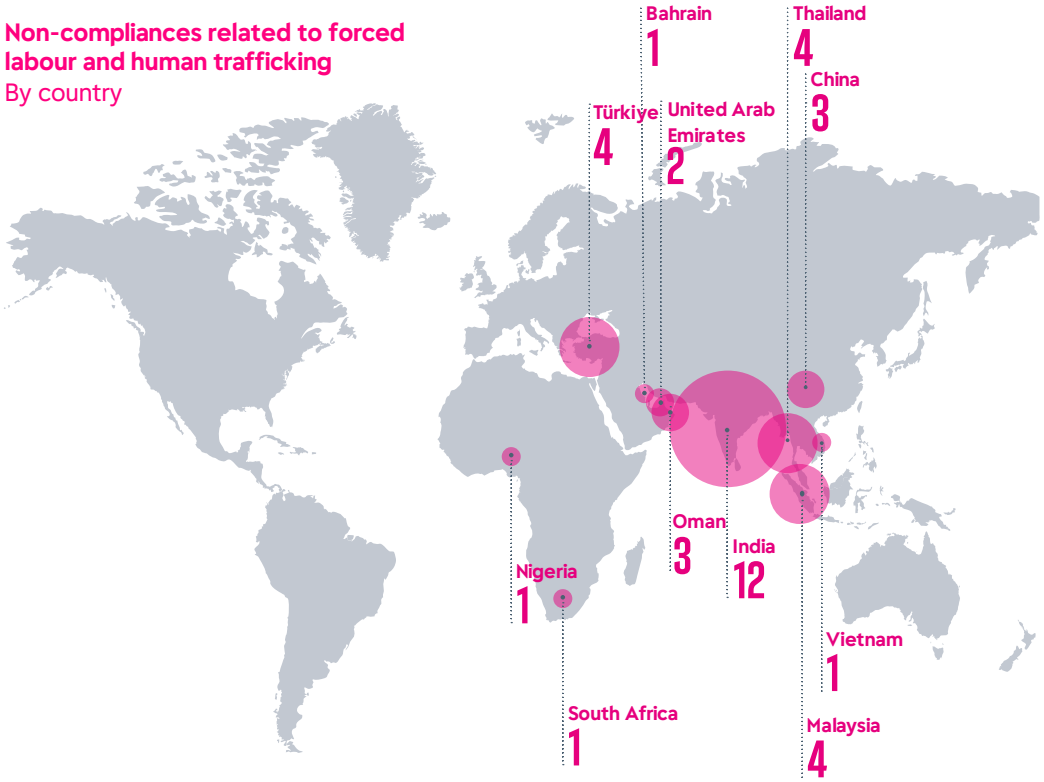 Non-compliances related to forced
labour and human trafficking
By country
Bahrain
1
Thailand
4
China
3
Türkiye
4
United Arab
Emirates
2
Oman
3
India
12
Nigeria
1
Vietnam
1
South Africa
1
Malaysia
4